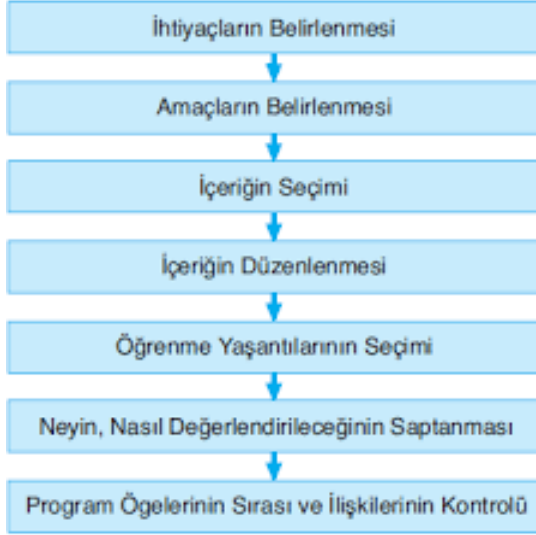 İhtiyaçların Belirlenmesi
Amaçların Belirlenmesi
İçeriğin Seçimi
İçeriğin Düzenlenmesi
Öğrenme Yaşantılarının Seçimi
Neyin, Nasıl Değerlendirileceğinin Saptanması
Program Ögelerinin Sırası ve İlişkilerinin Kontrolü